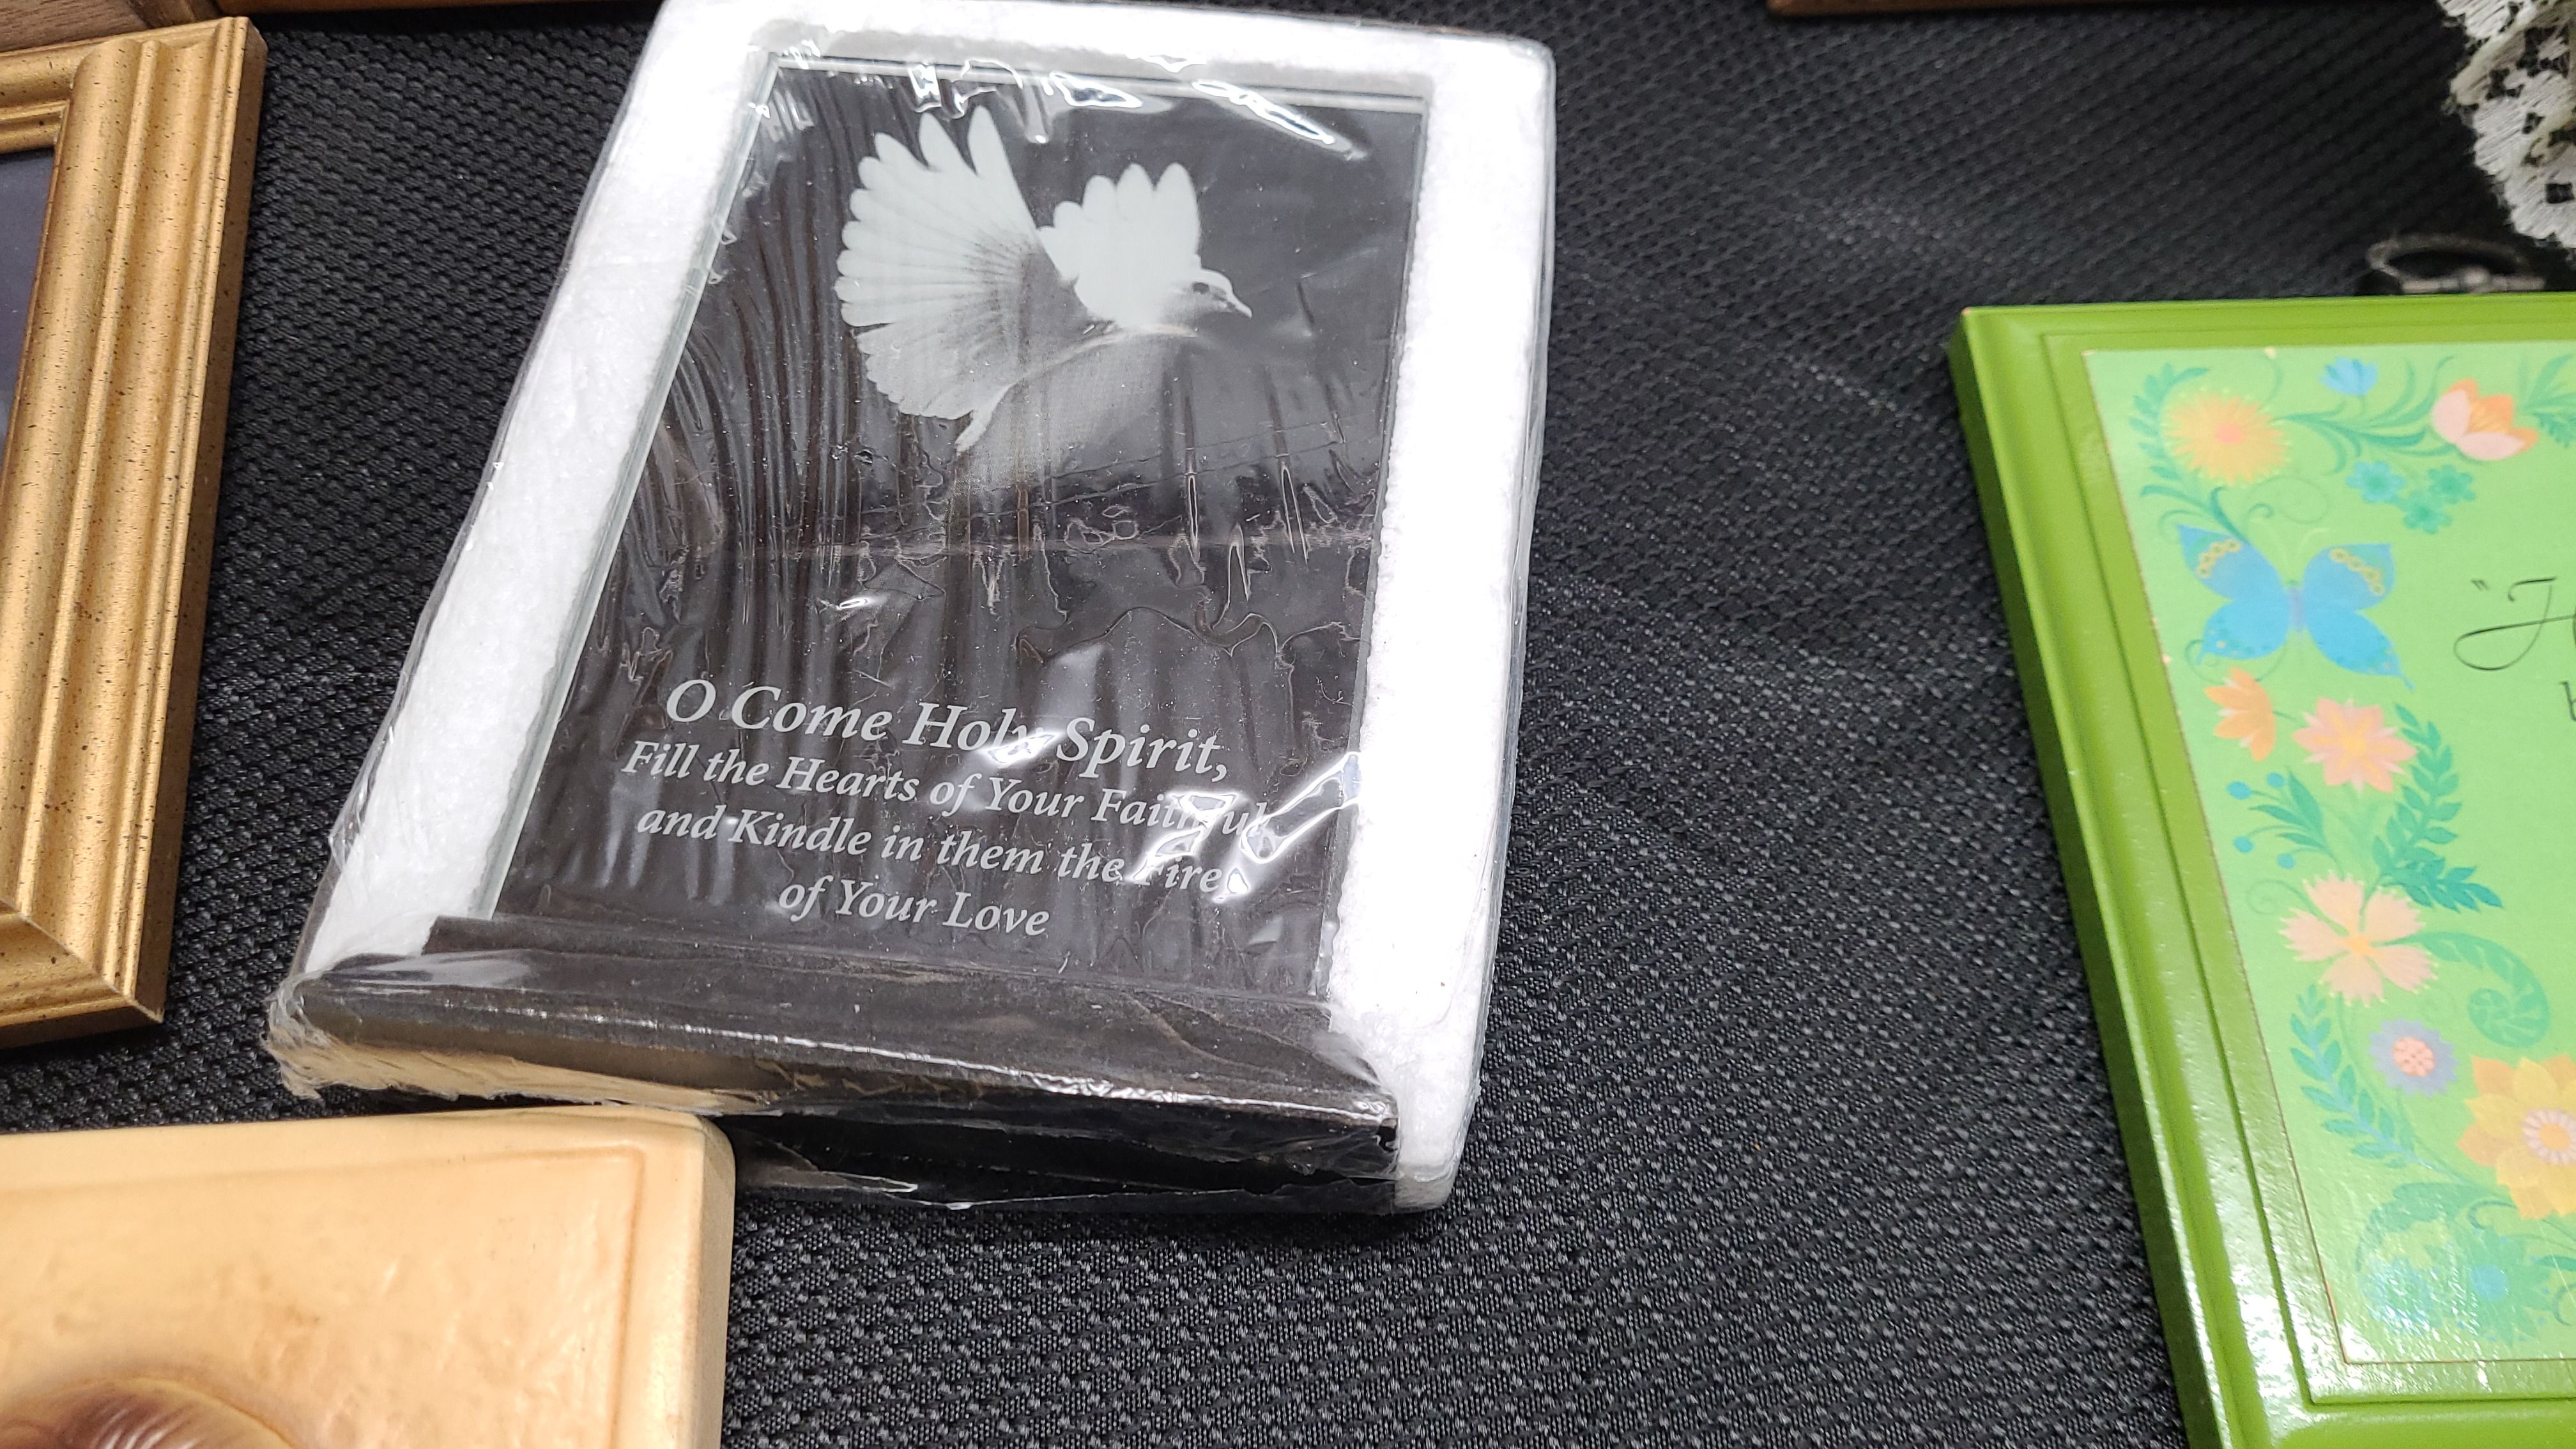 O Come Holy Spirit,
Fill the Hearts of Your Faithful
and Kindle in them the Fire
of Your Love